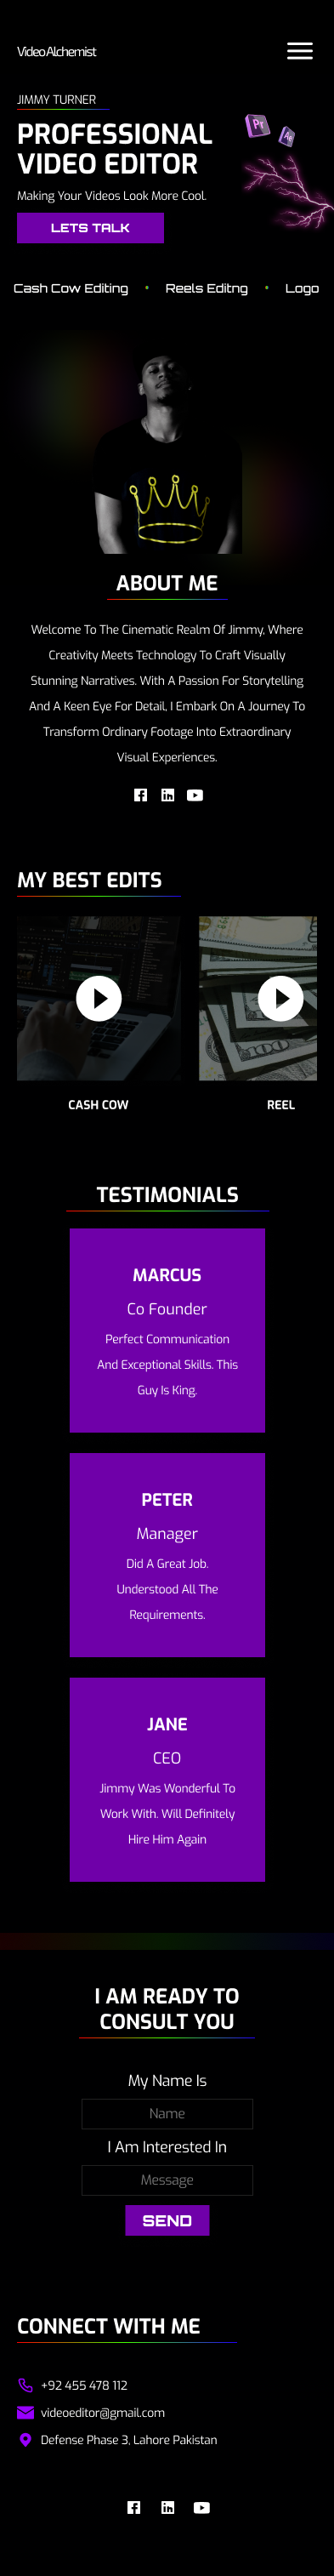 Video Alchemist
JIMMY TURNER
PROFESSIONAL
VIDEO EDITOR
Pr
Ae
Making Your Videos Look More Cool.
LETS TALK
Cash Cow Editing • Reels Editng • Logo
ABOUT ME
Welcome To The Cinematic Realm Of Jimmy, Where
Creativity Meets Technology To Craft Visually
Stunning Narratives. With A Passion For Storytelling
And A Keen Eye For Detail, I Embark On A Journey To
Transform Ordinary Footage Into Extraordinary
Visual Experiences.
MY BEST EDITS
CASH COW
REEL
TESTIMONIALS
MARCUS
Co Founder
Perfect Communication
And Exceptional Skills. This
Guy Is King.
PETER
Manager
Did A Great Job.
Understood All The
Requirements.
JANE
CEO
Jimmy Was Wonderful To
Work With. Will Definitely
Hire Him Again
I AM READY TO
CONSULT YOU
My Name Is
Name
I Am Interested In
Message
SEND
CONNECT WITH ME
+92 455 478 112
videoeditor@gmail.com
Defense Phase 3, Lahore Pakistan